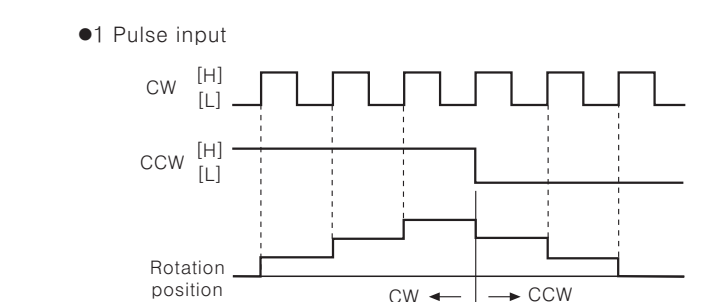 ●1 Pulse input
CW [H]
[L]
CCW [H]
[L]
Rotation
position
CW CCW